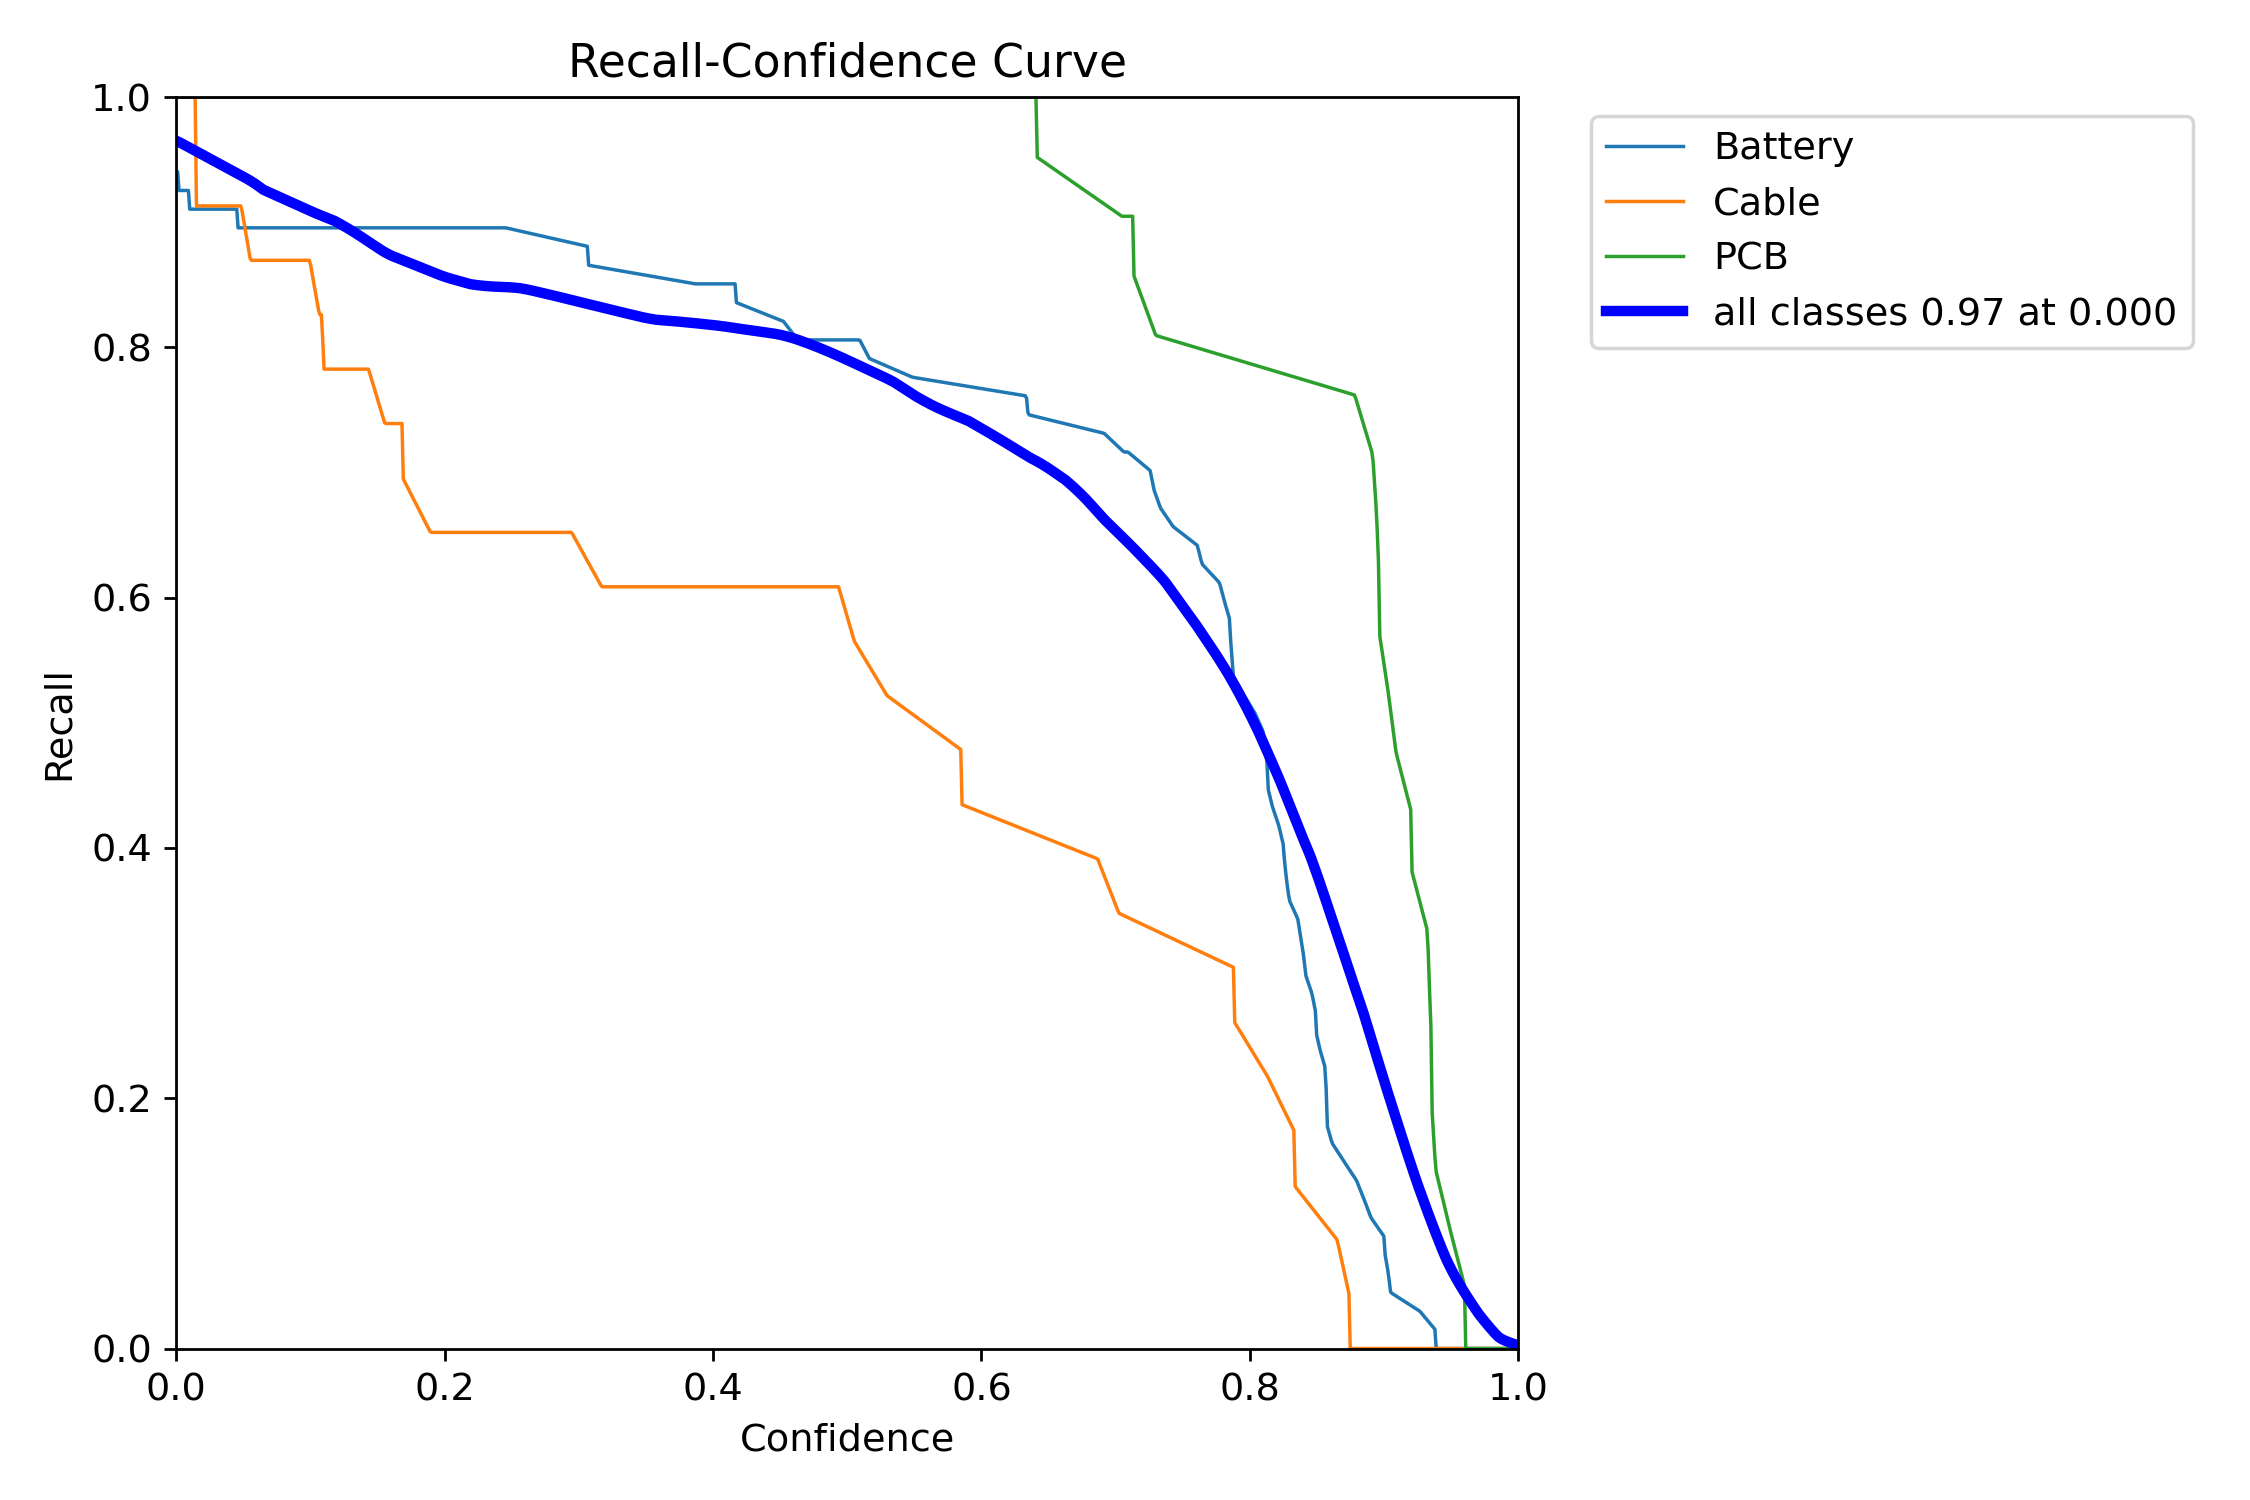 Recall-Confidence Curve
1.0
0.8
0.6
0.4
0.2
0.0
Recall
0.0 0.2 0.4 0.6 0.8 1.0
Confidence
Battery
Cable
PCB
all classes 0.97 at 0.000